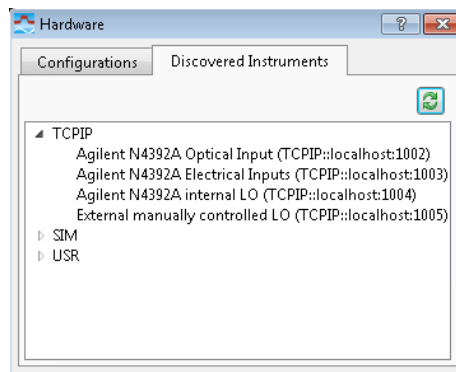 Hardware
?
Configurations
Discovered Instruments
TCPIP
Agilent N4392A Optical Input (TCPIP::localhost:1002)
Agilent N4392A Electrical Inputs (TCPIP::localhost:1003)
Agilent N4392A internal LO (TCPIP::localhost:1004)
External manually controlled LO (TCPIP::localhost:1005)
SIM
USR